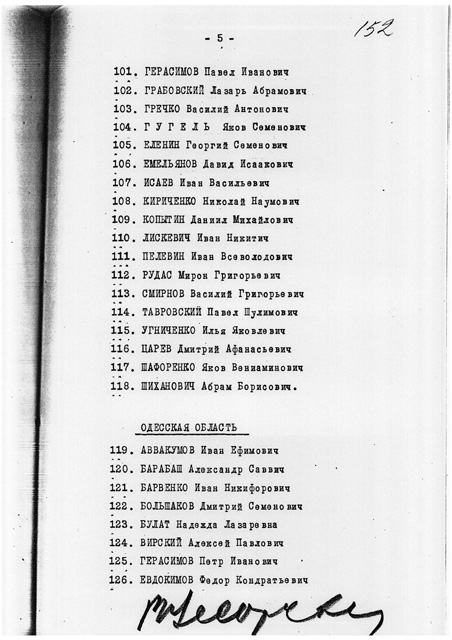 - 5 -
152
101. ГЕРАСИМОВ Павел Иванович
102. ГРАБОВСКИЙ Лазарь Абрамович
103. ГРЕЧКО Василий Антонович
104. Г У Г Е Л Ь Яков Семенович
105. ЕЛЕНИН Георгий Семенович
106. ЕМЕЛЬЯНОВ Давид Исаакович
107. ИСАЕВ Иван Васильевич
108. КИРИЧЕНКО Николай Наумович
109. КОПЫТИН Даниил Михайлович
110. ЛИСКЕВИЧ Иван Никитич
111. ПЕЛЕВИН Иван Всеволодович
112. РУДАС Мирон Григорьевич
113. СМИРНОВ Василий Григорьевич
114. ТАВРОВСКИЙ Павел Шулимович
115. УГНИЧЕНКО Илья Яковлевич
116. ЦАРЕВ Дмитрий Афанасьевич
117. ШАФОРЕНКО Яков Вениаминович
118. ШИХАНОВИЧ Абрам Борисович.
ОДЕССКАЯ ОБЛАСТЬ
119. АВВАКУМОВ Иван Ефимович
120. БАРАБАШ Александр Саввич
121. БАРВЕНКО Иван Никифорович
122. БОЛЬШАКОВ Дмитрий Семенович
123. БУЛАТ Надежда Лазаревна
124. ВИРСКИЙ Алексей Павлович
125. ГЕРАСИМОВ Петр Иванович
126. ЕВДОКИМОВ Федор Кондратьевич